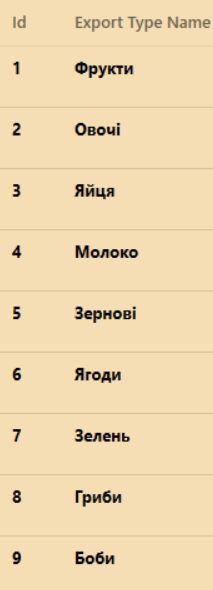 Id Export Type Name
1 Фрукти
2 Овочі
3 Яйця
4 Молоко
5 Зернові
6 Ягоди
7 Зелень
8 Гриби
9 Боби